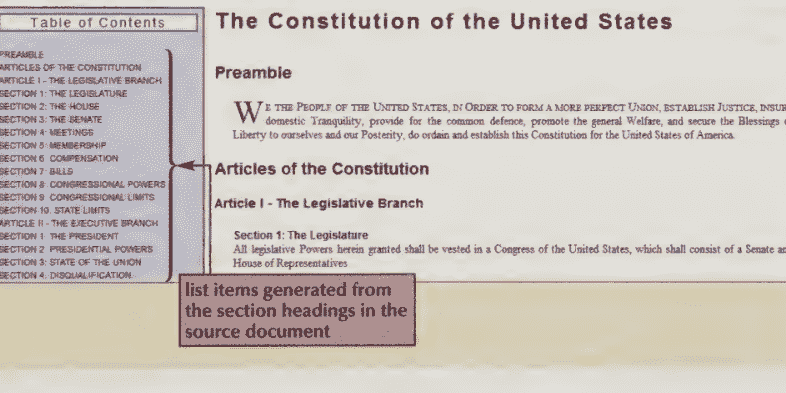 Table of Contents
PREAMBLE
ARTICLES OF THE CONSTITUTION
ARTICLE I - THE LEGISLATIVE BRANCH
SECTION 1: THE LEGISLATURE
SECTION 2: THE HOUSE
SECTION 3: THE SENATE
SECTION 4: MEETINGS
SECTION 5: MEMBERSHIP
SECTION 6: COMPENSATION
SECTION 7: BILLS
SECTION 8: CONGRESSIONAL POWERS
SECTION 9: CONGRESSIONAL LIMITS
SECTION 10: STATE LIMITS
ARTICLE II - THE EXECUTIVE BRANCH
SECTION 1: THE PRESIDENT
SECTION 2: PRESIDENTIAL POWERS
SECTION 3: STATE OF THE UNION
SECTION 4: DISQUALIFICATION
The Constitution of the United States
Preamble
WE THE PEOPLE OF THE UNITED STATES, IN ORDER TO FORM A MORE PERFECT UNION, ESTABLISH JUSTICE, INSUR
domestic Tranquility, provide for the common defence, promote the general Welfare, and secure the Blessings o
Liberty to ourselves and our Posterity, do ordain and establish this Constitution for the United States of America.
Articles of the Constitution
Article I - The Legislative Branch
Section 1: The Legislature
All legislative Powers herein granted shall be vested in a Congress of the United States, which shall consist of a Senate an
House of Representatives
list items generated from
the section headings in the
source document